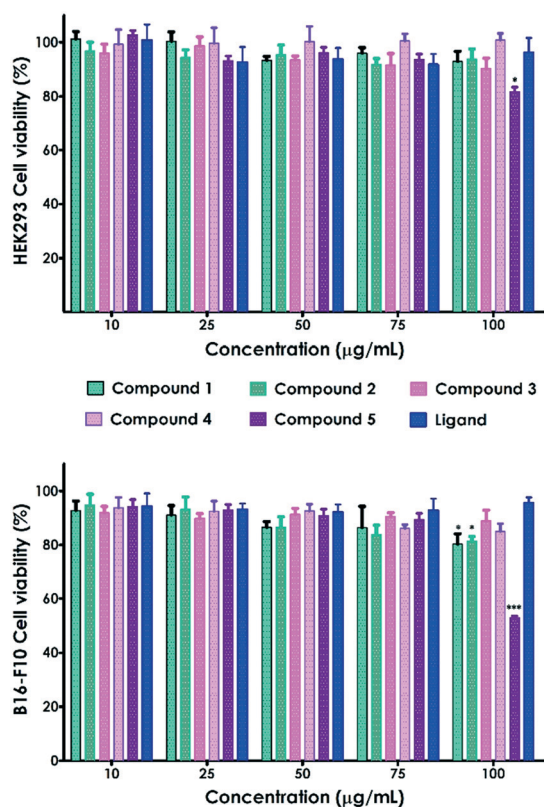 HEK293 Cell viability (%)
100
80
60
40
20
*
10 25 50 75 100
Concentration (μg/mL)
Compound 1 Compound 2 Compound 3
Compound 4 Compound 5 Ligand
B16-F10 Cell viability (%)
100
80
60
40
20
0
* *
***
10 25 50 75 100
Concentration (μg/mL)